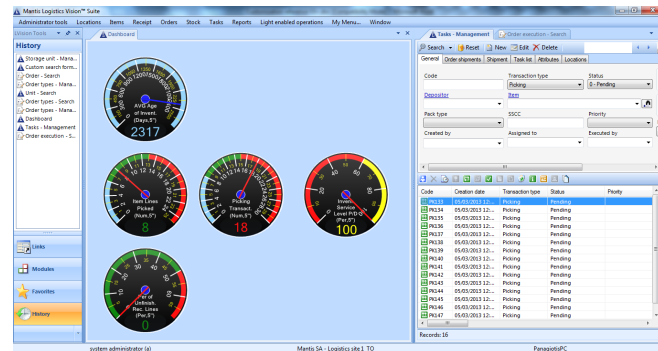 Mantis Logistics Vision™ Suite
Administrator tools Locations Items Receipt Orders Stock Tasks Reports Light enabled operations My Menu... Window
LVision Tools
History
Storage unit - Mana...
Custom search form...
Order - Search
Order types - Mana...
Unit - Search
Order types - Search
Order types - Mana...
Dashboard
Tasks - Management
Order execution - S...
Links
Modules
Favorites
History
Dashboard
AVG Age
of Invent.
(Days,5")
2317
Item Lines
Picked
(Num,5")
8
Picking
Transact.
(Num,5")
18
Invent.
Service
Level P/D/G
(Per,5")
100
Per of
Unfinish.
Rec. Lines
(Per,5")
0
Tasks - Management Order execution - Search
Search Reset New Edit Delete
General Order shipments Shipment Task list Attributes Locations
Code Transaction type Status
Picking 0 - Pending
Depositor Item
Pack type SSCC Priority
Created by Assigned to Executed by
Code Creation date Transaction type Status Priority
PK133 05/03/2013 12:... Picking Pending
PK134 05/03/2013 12:... Picking Pending
PK135 05/03/2013 12:... Picking Pending
PK136 05/03/2013 12:... Picking Pending
PK137 05/03/2013 12:... Picking Pending
PK138 05/03/2013 12:... Picking Pending
PK139 05/03/2013 12:... Picking Pending
PK140 05/03/2013 12:... Picking Pending
PK141 05/03/2013 12:... Picking Pending
PK142 05/03/2013 12:... Picking Pending
PK143 05/03/2013 12:... Picking Pending
PK144 05/03/2013 12:... Picking Pending
PK145 05/03/2013 12:... Picking Pending
PK146 05/03/2013 12:... Picking Pending
PK147 05/03/2013 12:... Picking Pending
Records: 16
system administrator (a) Mantis SA - Logistics site 1 TO PanagiotisPC